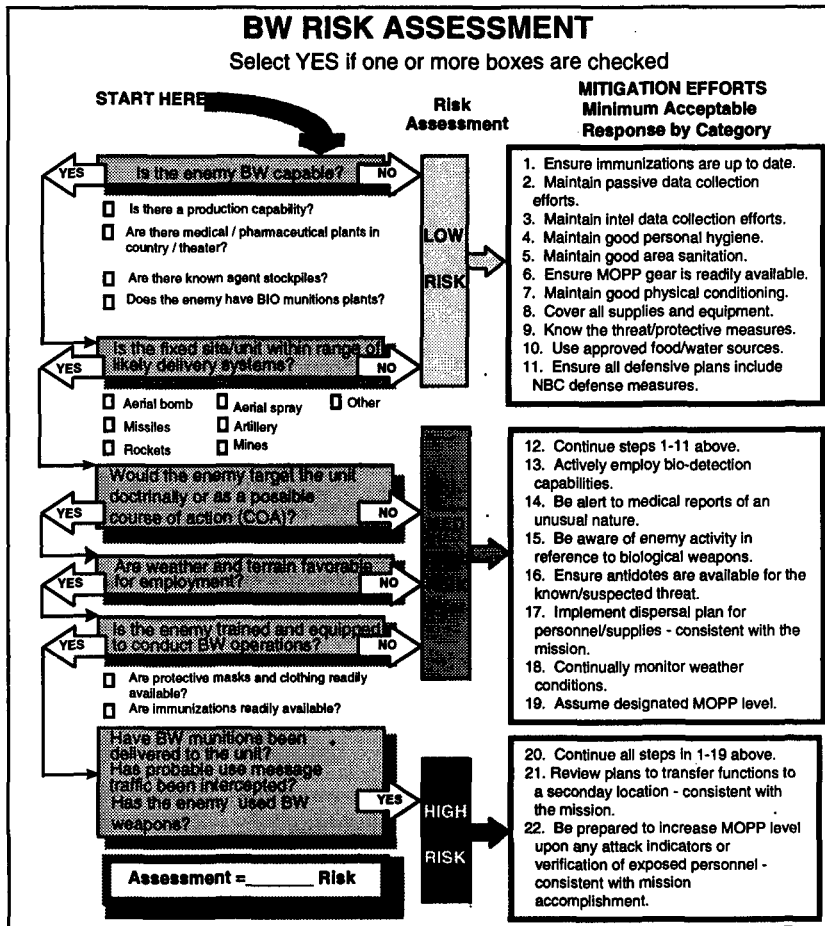 BW RISK ASSESSMENT
Select YES if one or more boxes are checked
START HERE
Risk
Assessment
MITIGATION EFFORTS
Minimum Acceptable
Response by Category
YES
Is the enemy BW capable?
NO
Is there a production capability?
Are there medical / pharmaceutical plants in
country / theater?
Are there known agent stockpiles?
Does the enemy have BIO munitions plants?
LOW
RISK
1. Ensure immunizations are up to date.
2. Maintain passive data collection
efforts.
3. Maintain intel data collection efforts.
4. Maintain good personal hygiene.
5. Maintain good area sanitation.
6. Ensure MOPP gear is readily available.
7. Maintain good physical conditioning.
8. Cover all supplies and equipment.
9. Know the threat/protective measures.
10. Use approved food/water sources.
11. Ensure all defensive plans include
NBC defense measures.
Is the fixed site/unit within range of
likely delivery systems?
YES
NO
Aerial bomb
Aerial spray
Other
Missiles
Artillery
Rockets
Mines
Would the enemy target the unit
doctrinally or as a possible
course of action (COA)?
YES
NO
Are weather and terrain favorable
for employment?
YES
NO
Is the enemy trained and equipped
to conduct BW operations?
YES
NO
Are protective masks and clothing readily
available?
Are immunizations readily available?
12. Continue steps 1-11 above.
13. Actively employ bio-detection
capabilities.
14. Be alert to medical reports of an
unusual nature.
15. Be aware of enemy activity in
reference to biological weapons.
16. Ensure antidotes are available for the
known/suspected threat.
17. Implement dispersal plan for
personnel/supplies - consistent with the
mission.
18. Continually monitor weather
conditions.
19. Assume designated MOPP level.
Have BW munitions been
delivered to the unit?
Has probable use message
traffic been intercepted?
Has the enemy used BW
weapons?
YES
HIGH
RISK
20. Continue all steps in 1-19 above.
21. Review plans to transfer functions to
a seconday location - consistent with
the mission.
22. Be prepared to increase MOPP level
upon any attack indicators or
verification of exposed personnel -
consistent with mission
accomplishment.
Assessment =______ Risk